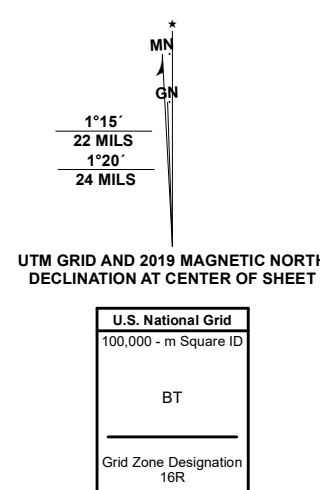 ★
MN
GN
1°15´
22 MILS
1°20´
24 MILS
UTM GRID AND 2019 MAGNETIC NORTH
DECLINATION AT CENTER OF SHEET
U.S. National Grid
100,000 - m Square ID
BT
Grid Zone Designation
16R